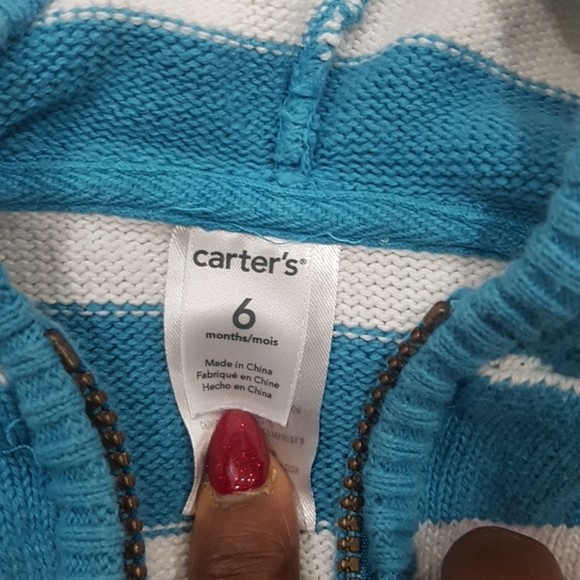 carter's®
6
months/mois
Made in China
Fabriqué en Chine
Hecho en China